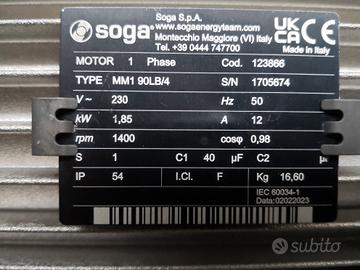 soga
Soga S.p.A.
www.sogaenergyteam.com
Montecchio Maggiore (VI) Italy
Tel. +39 0444 747700
UK CA CE
Made in Italy
MOTOR 1 Phase Cod. 123866
TYPE MM1 90LB/4 S/N 1705674
V~ 230 Hz 50
kW 1,85 A 12
rpm 1400 cosφ 0,98
S 1 C1 40 µF C2 µ
IP 54 I.Cl. F Kg 16,60
IEC 60034-1
Data:02022023
subito